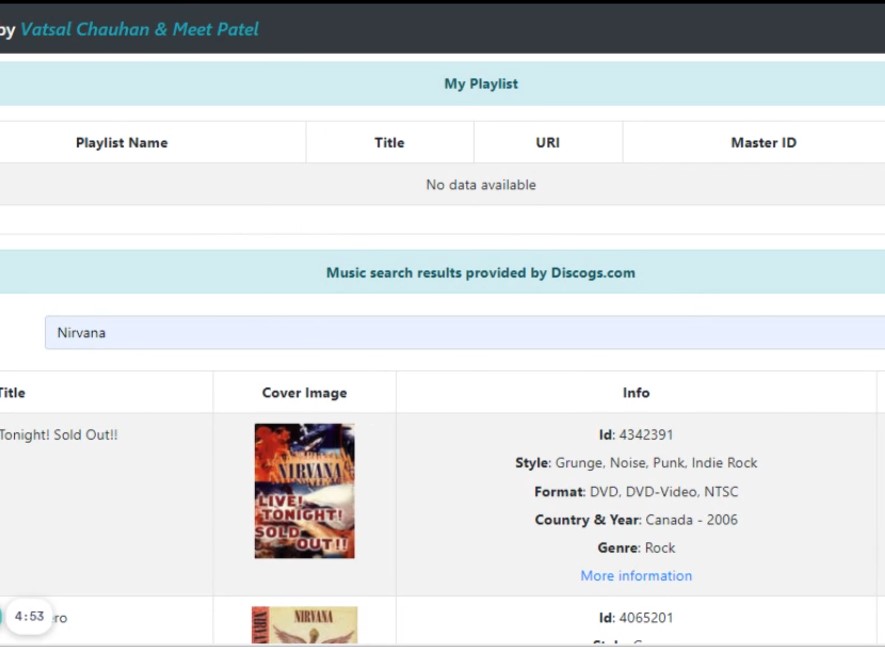 by Vatsal Chauhan & Meet Patel
My Playlist
Playlist Name Title URI Master ID
No data available
Music search results provided by Discogs.com
Nirvana
Title Cover Image Info
Tonight! Sold Out!!
NIRVANA
LIVE!
TONIGHT!
SOLD
OUT!!
Id: 4342391
Style: Grunge, Noise, Punk, Indie Rock
Format: DVD, DVD-Video, NTSC
Country & Year: Canada - 2006
Genre: Rock
More information
4:53
NIRVANA
Id: 4065201